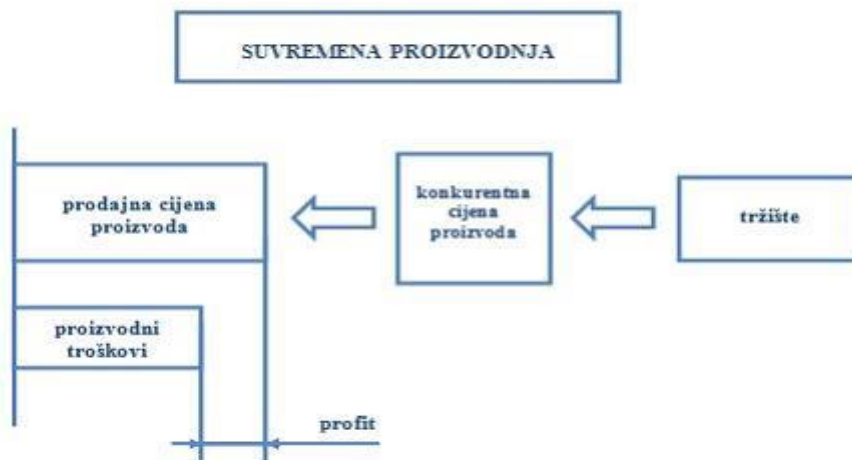 SUVREMENA PROIZVODNJA
prodajna cijena
proizvoda
konkurentna
cijena
proizvoda
tržište
proizvodni
troškovi
profit